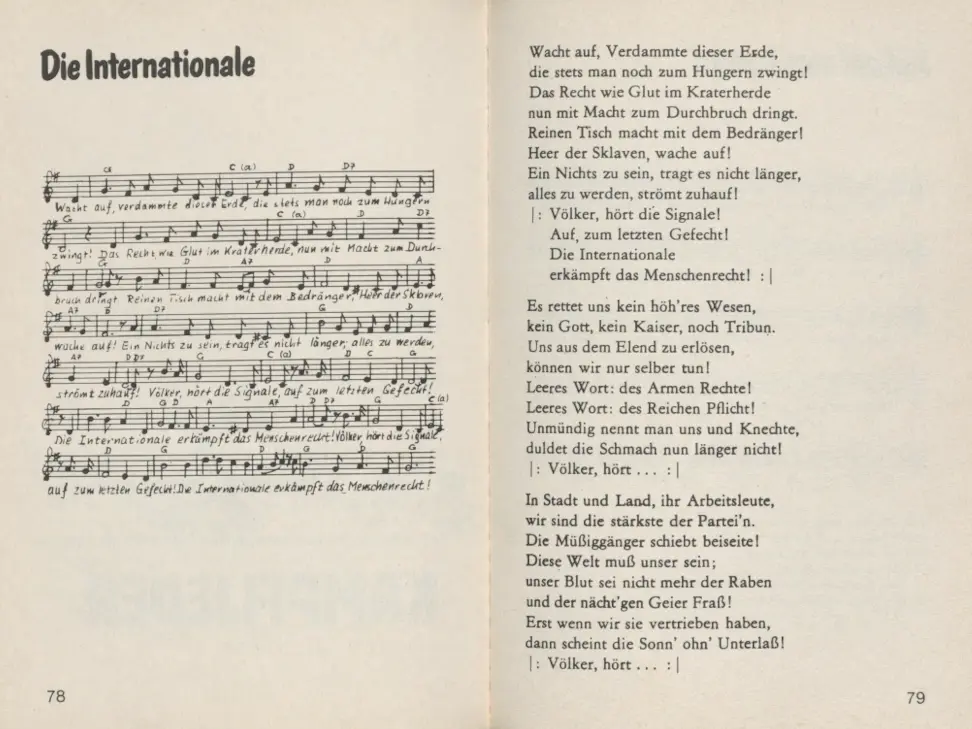 Die Internationale
C6 C (a) D D7
Wacht auf, verdammte dieser Erde, die stets man noch zum Hungern
G C (a) D D7
zwingt! Das Recht, wie Glut im Kraterherde, nun mit Macht zum Durch-
G D A7 D A
bruch dringt. Reinen Tisch macht mit dem Bedränger, Heer der Sklaven,
A7 D D7 G D
wache auf! Ein Nichts zu sein, tragt es nicht länger, alles zu werden,
A7 D D7 G C (a) D C G
strömt zuhauf! Völker, hört die Signale, auf zum letzten Gefecht!
D G D A A7 D D7 G C(a)
Die Internationale erkämpft das Menschenrecht! Völker, hört die Signale,
D G D G D G
auf zum letzten Gefecht! Die Internationale erkämpft das Menschenrecht!
78
Wacht auf, Verdammte dieser Erde,
die stets man noch zum Hungern zwingt!
Das Recht wie Glut im Kraterherde
nun mit Macht zum Durchbruch dringt.
Reinen Tisch macht mit dem Bedränger!
Heer der Sklaven, wache auf!
Ein Nichts zu sein, tragt es nicht länger,
alles zu werden, strömt zuhauf!
|: Völker, hört die Signale!
Auf, zum letzten Gefecht!
Die Internationale
erkämpft das Menschenrecht! :|
Es rettet uns kein höh'res Wesen,
kein Gott, kein Kaiser, noch Tribun.
Uns aus dem Elend zu erlösen,
können wir nur selber tun!
Leeres Wort: des Armen Rechte!
Leeres Wort: des Reichen Pflicht!
Unmündig nennt man uns und Knechte,
duldet die Schmach nun länger nicht!
|: Völker, hört ... :|
In Stadt und Land, ihr Arbeitsleute,
wir sind die stärkste der Partei'n.
Die Müßiggänger schiebt beiseite!
Diese Welt muß unser sein;
unser Blut sei nicht mehr der Raben
und der nächt'gen Geier Fraß!
Erst wenn wir sie vertrieben haben,
dann scheint die Sonn' ohn' Unterlaß!
|: Völker, hört ... :|
79